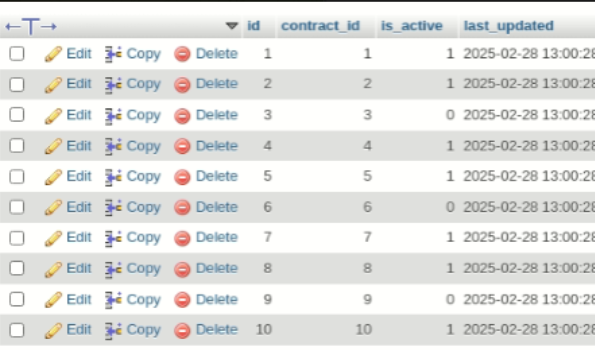 ←T→ id contract_id is_active last_updated
Edit Copy Delete 1 1 1 2025-02-28 13:00:28
Edit Copy Delete 2 2 1 2025-02-28 13:00:28
Edit Copy Delete 3 3 0 2025-02-28 13:00:28
Edit Copy Delete 4 4 1 2025-02-28 13:00:28
Edit Copy Delete 5 5 1 2025-02-28 13:00:28
Edit Copy Delete 6 6 0 2025-02-28 13:00:28
Edit Copy Delete 7 7 1 2025-02-28 13:00:28
Edit Copy Delete 8 8 1 2025-02-28 13:00:28
Edit Copy Delete 9 9 0 2025-02-28 13:00:28
Edit Copy Delete 10 10 1 2025-02-28 13:00:28